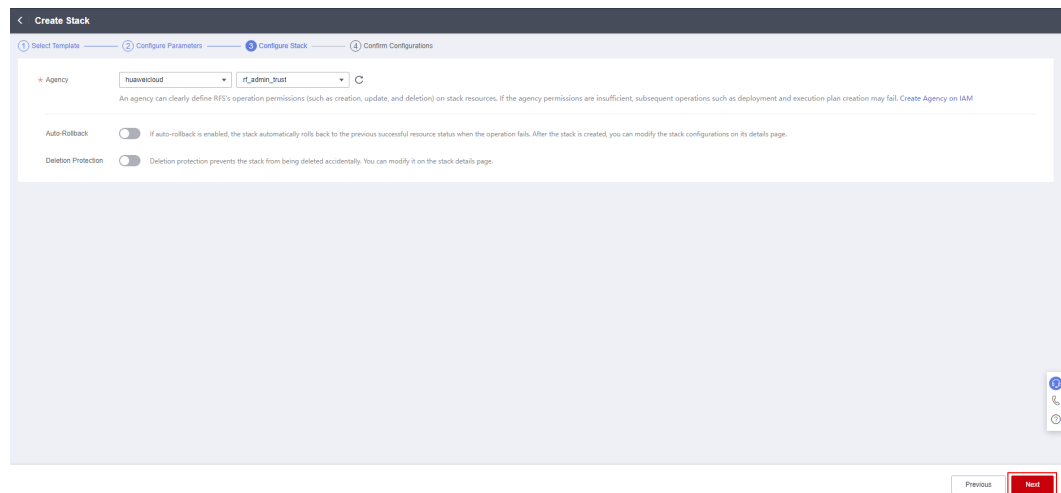 < Create Stack
1 Select Template 2 Configure Parameters 3 Configure Stack 4 Confirm Configurations
* Agency huaweicloud rf_admin_trust
An agency can clearly define RFS's operation permissions (such as creation, update, and deletion) on stack resources. If the agency permissions are insufficient, subsequent operations such as deployment and execution plan creation may fail. Create Agency on IAM
Auto-Rollback If auto-rollback is enabled, the stack automatically rolls back to the previous successful resource status when the operation fails. After the stack is created, you can modify the stack configurations on its details page.
Deletion Protection Deletion protection prevents the stack from being deleted accidentally. You can modify it on the stack details page.
Previous Next